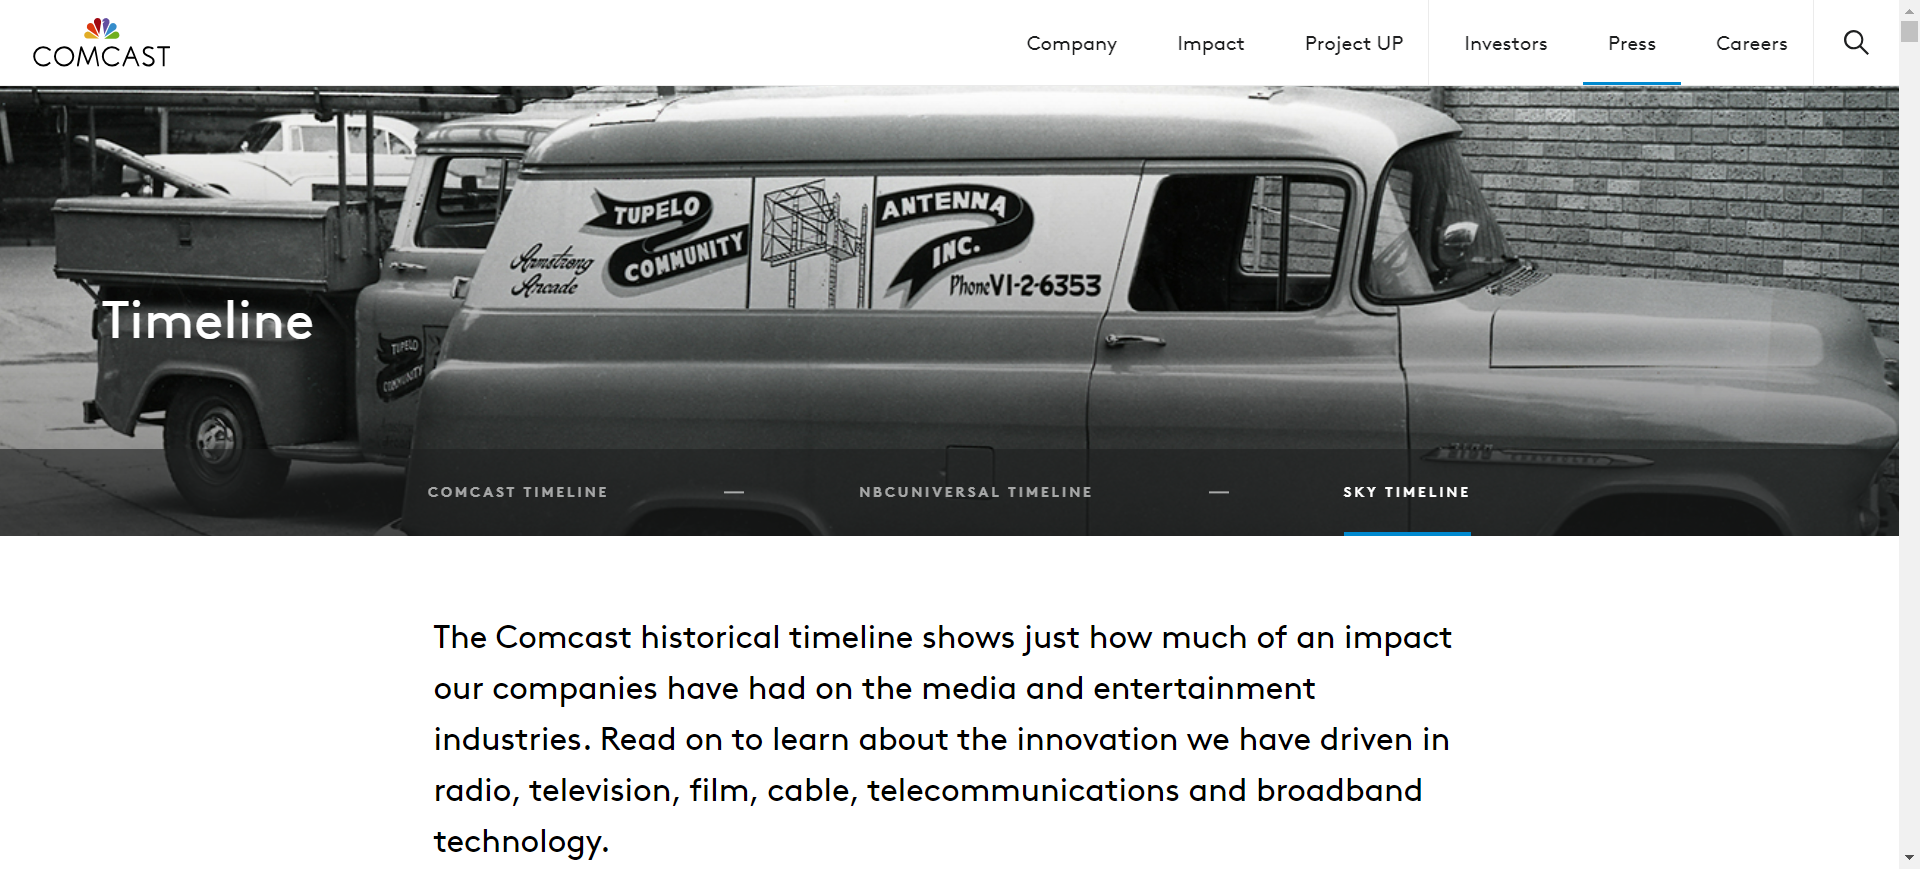 COMCAST
Company
Impact
Project UP
Investors
Press
Careers
TUPELO
COMMUNITY
ANTENNA
INC.
Armstrong
Arcade
Phone VI-2-6353
Timeline
TUPELO
COMMUNITY
COMCAST TIMELINE
NBCUNIVERSAL TIMELINE
SKY TIMELINE
The Comcast historical timeline shows just how much of an impact
our companies have had on the media and entertainment
industries. Read on to learn about the innovation we have driven in
radio, television, film, cable, telecommunications and broadband
technology.